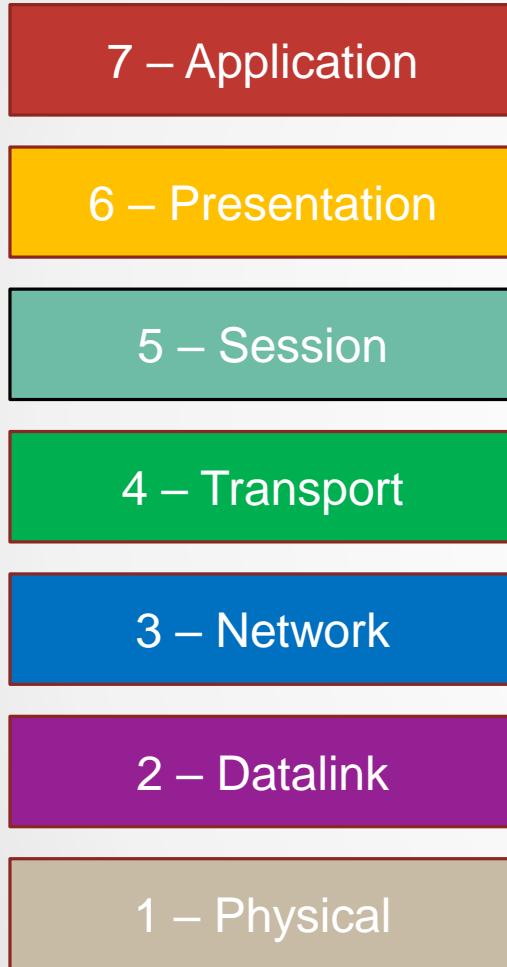 7 – Application
6 – Presentation
5 – Session
4 – Transport
3 – Network
2 – Datalink
1 – Physical